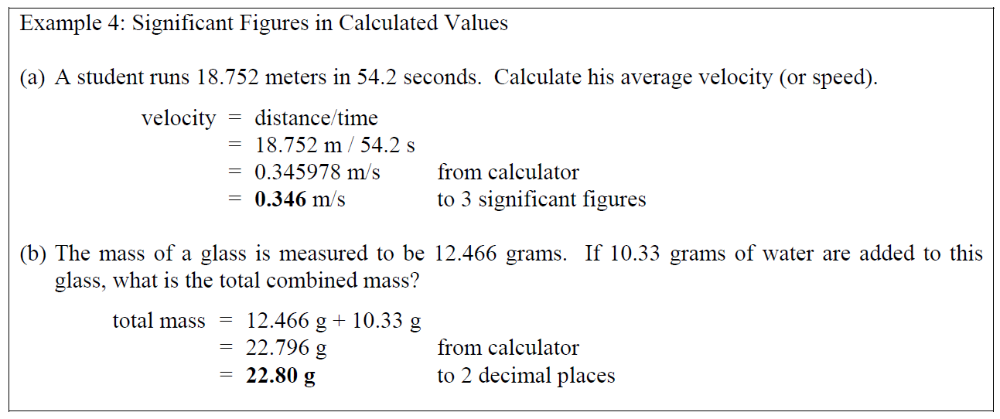 Example 4: Significant Figures in Calculated Values
(a) A student runs 18.752 meters in 54.2 seconds. Calculate his average velocity (or speed).
velocity = distance/time
= 18.752 m / 54.2 s
= 0.345978 m/s from calculator
= 0.346 m/s to 3 significant figures
(b) The mass of a glass is measured to be 12.466 grams. If 10.33 grams of water are added to this
glass, what is the total combined mass?
total mass = 12.466 g + 10.33 g
= 22.796 g from calculator
= 22.80 g to 2 decimal places